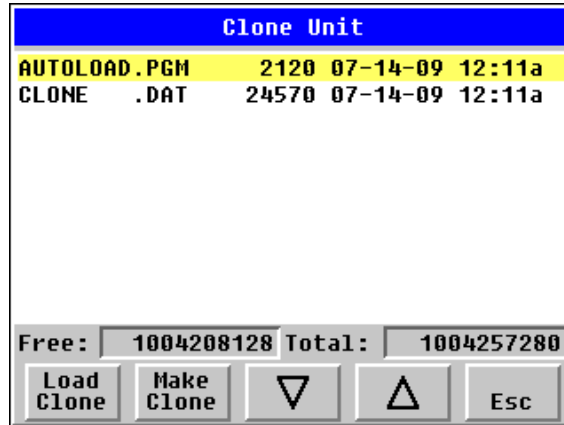 Clone Unit
AUTOLOAD.PGM 2120 07-14-09 12:11a
CLONE .DAT 24570 07-14-09 12:11a
Free: 1004208128 Total: 1004257280
Load Clone Make Clone Esc